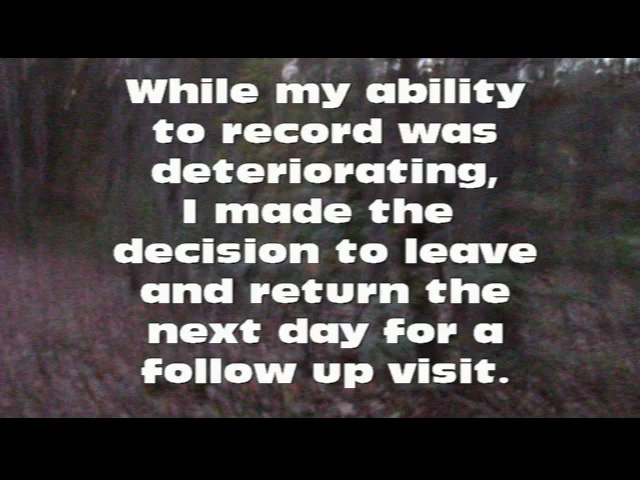 While my ability
to record was
deteriorating,
I made the
decision to leave
and return the
next day for a
follow up visit.